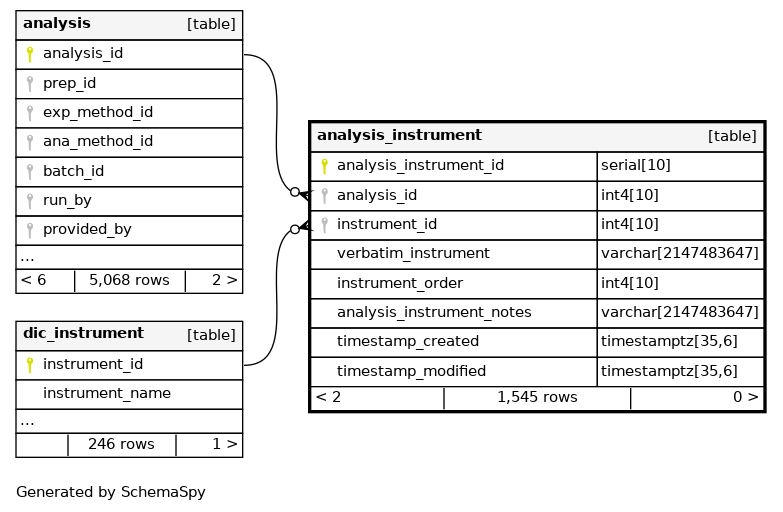 analysis [table]
analysis_id
prep_id
exp_method_id
ana_method_id
batch_id
run_by
provided_by
...
< 6 5,068 rows 2 >
dic_instrument [table]
instrument_id
instrument_name
...
246 rows 1 >
analysis_instrument [table]
analysis_instrument_id serial[10]
analysis_id int4[10]
instrument_id int4[10]
verbatim_instrument varchar[2147483647]
instrument_order int4[10]
analysis_instrument_notes varchar[2147483647]
timestamp_created timestamptz[35,6]
timestamp_modified timestamptz[35,6]
< 2 1,545 rows 0 >
Generated by SchemaSpy